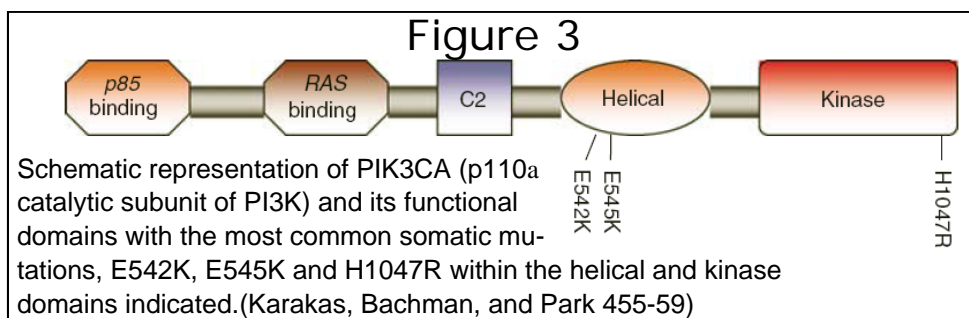 Figure 3
p85
binding
RAS
binding
C2
Helical
Kinase
E542K
E545K
H1047R
Schematic representation of PIK3CA (p110a
catalytic subunit of PI3K) and its functional
domains with the most common somatic mu-
tations, E542K, E545K and H1047R within the helical and kinase
domains indicated.(Karakas, Bachman, and Park 455-59)